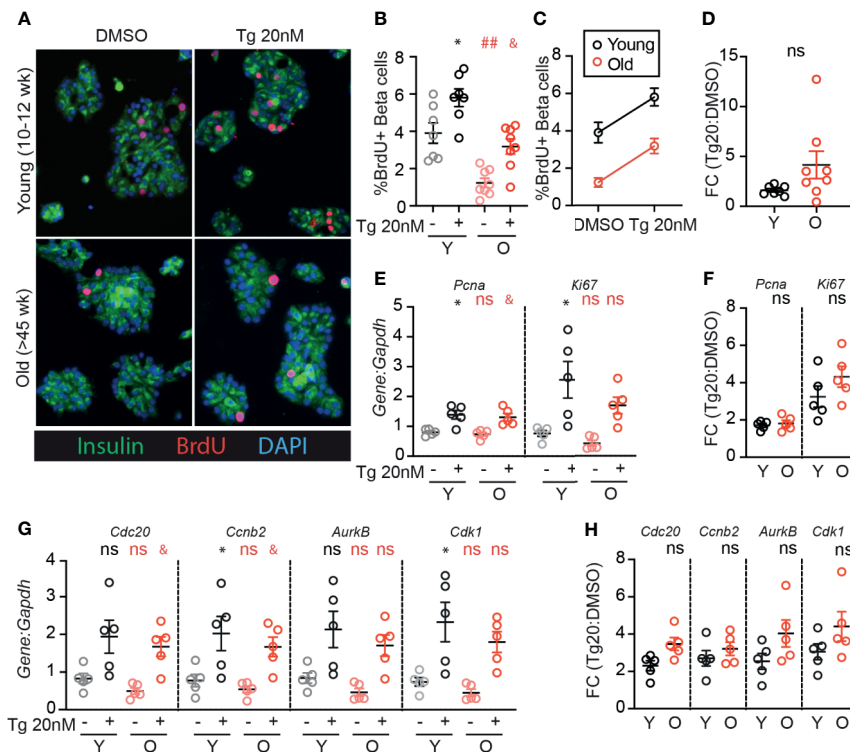 A
DMSO Tg 20nM
Young (10-12 wk)
Old (>45 wk)
Insulin BrdU DAPI
B
* ## &
%BrdU+ Beta cells
8
6
4
2
0
Tg 20nM - + - +
Y O
C
Young
Old
%BrdU+ Beta cells
8
6
4
2
0
DMSO Tg 20nM
D
ns
FC (Tg20:DMSO)
15
10
5
0
Y O
E
Pcna Ki67
* ns & * ns ns
Gene:Gapdh
5
4
3
2
1
0
Tg 20nM - + - + - + - +
Y O Y O
F
Pcna Ki67
ns ns
FC (Tg20:DMSO)
8
6
4
2
0
Y O Y O
G
Cdc20 Ccnb2 AurkB Cdk1
ns ns & * ns & ns ns ns * ns ns
Gene:Gapdh
4
3
2
1
0
Tg 20nM - + - + - + - + - + - + - + - +
Y O Y O Y O Y O
H
Cdc20 Ccnb2 AurkB Cdk1
ns ns ns ns
FC (Tg20:DMSO)
8
6
4
2
0
Y O Y O Y O Y O